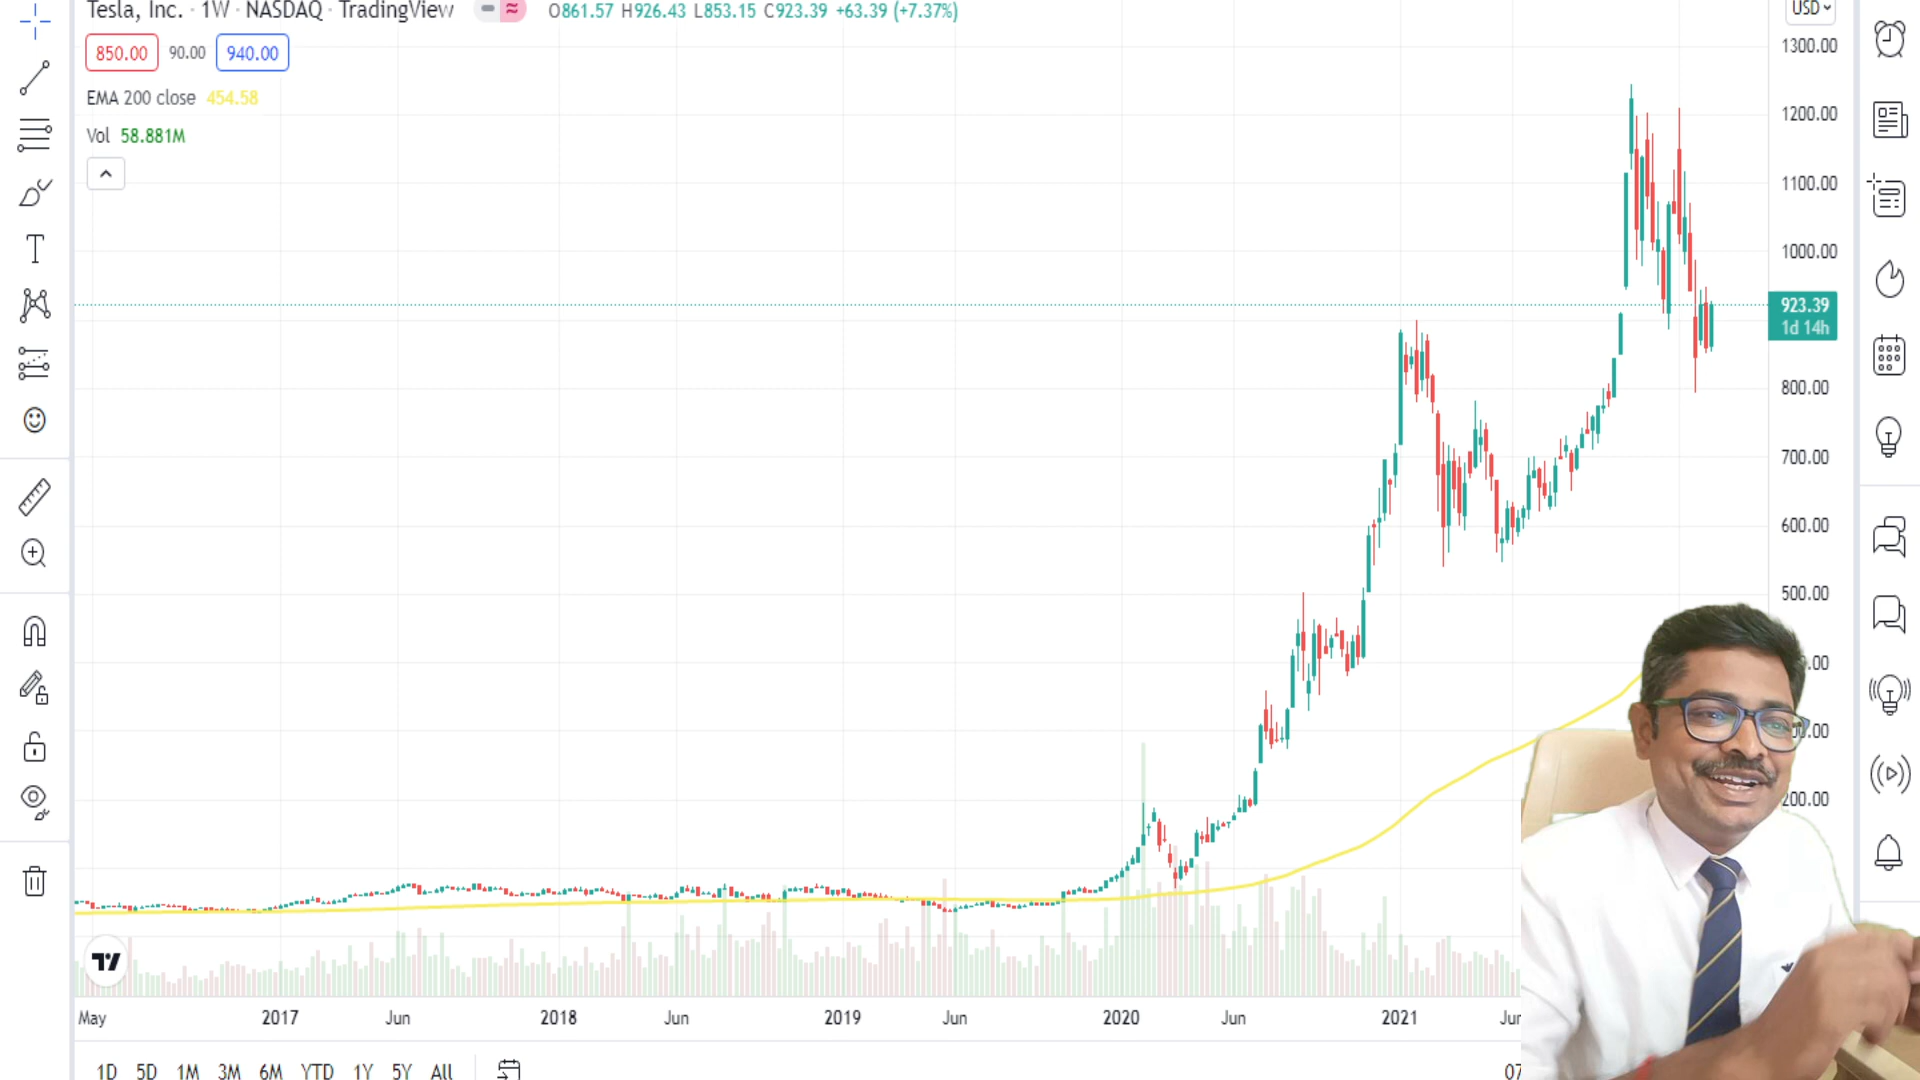 Tesla, Inc. · 1W · NASDAQ · TradingView O861.57 H926.43 L853.15 C923.39 +63.39 (+7.37%) USD
850.00 90.00 940.00
EMA 200 close 454.58
Vol 58.881M
1300.00
1200.00
1100.00
1000.00
923.39
1d 14h
800.00
700.00
600.00
500.00
200.00
May 2017 Jun 2018 Jun 2019 Jun 2020 Jun 2021
1D 5D 1M 3M 6M YTD 1Y 5Y All 07